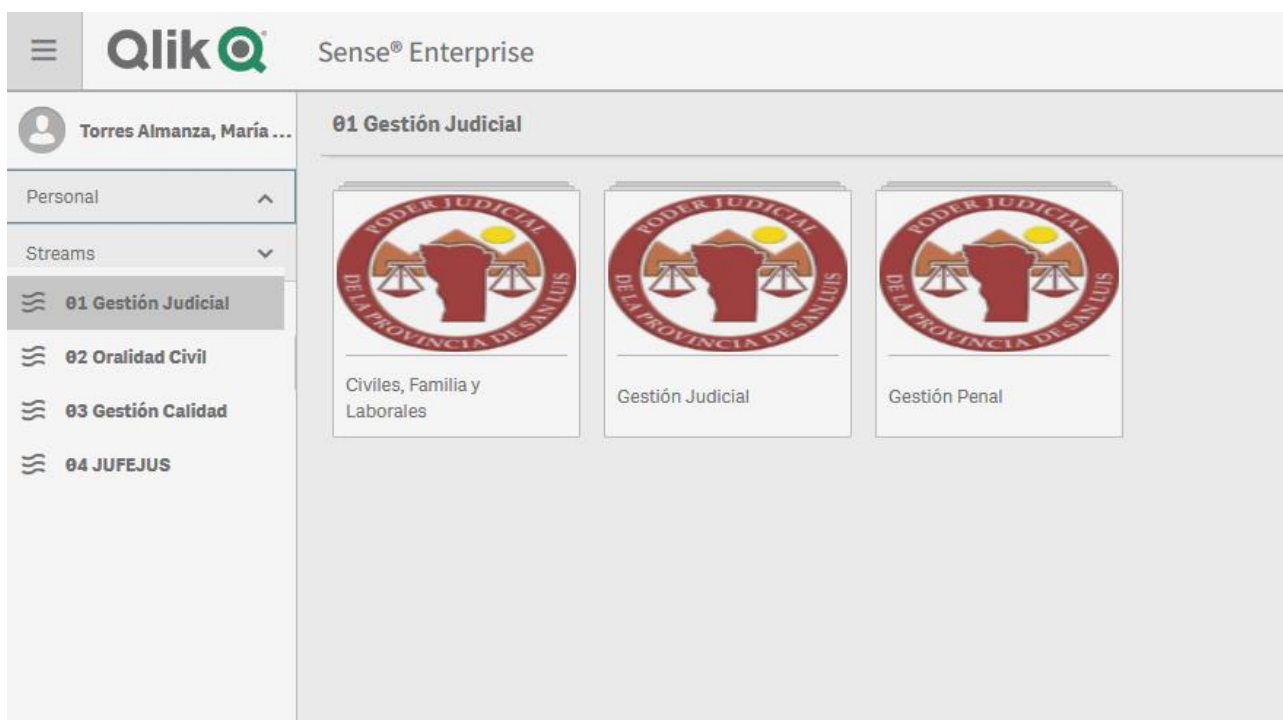 Qlik Q Sense® Enterprise
Torres Almanza, María ...
Personal
Streams
01 Gestión Judicial
02 Oralidad Civil
03 Gestión Calidad
04 JUFEJUS
01 Gestión Judicial
PODER JUDICIAL
DE LA PROVINCIA DE SAN LUIS
Civiles, Familia y
Laborales
PODER JUDICIAL
DE LA PROVINCIA DE SAN LUIS
Gestión Judicial
PODER JUDICIAL
DE LA PROVINCIA DE SAN LUIS
Gestión Penal